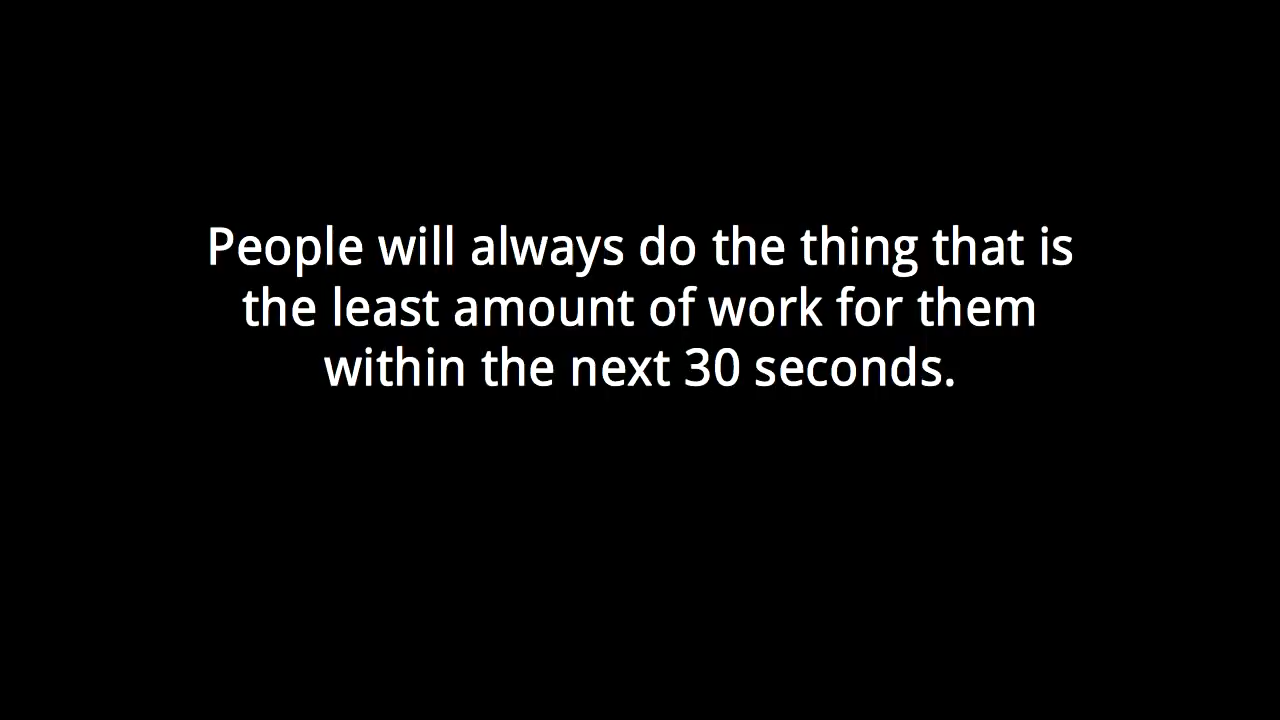 People will always do the thing that is
the least amount of work for them
within the next 30 seconds.